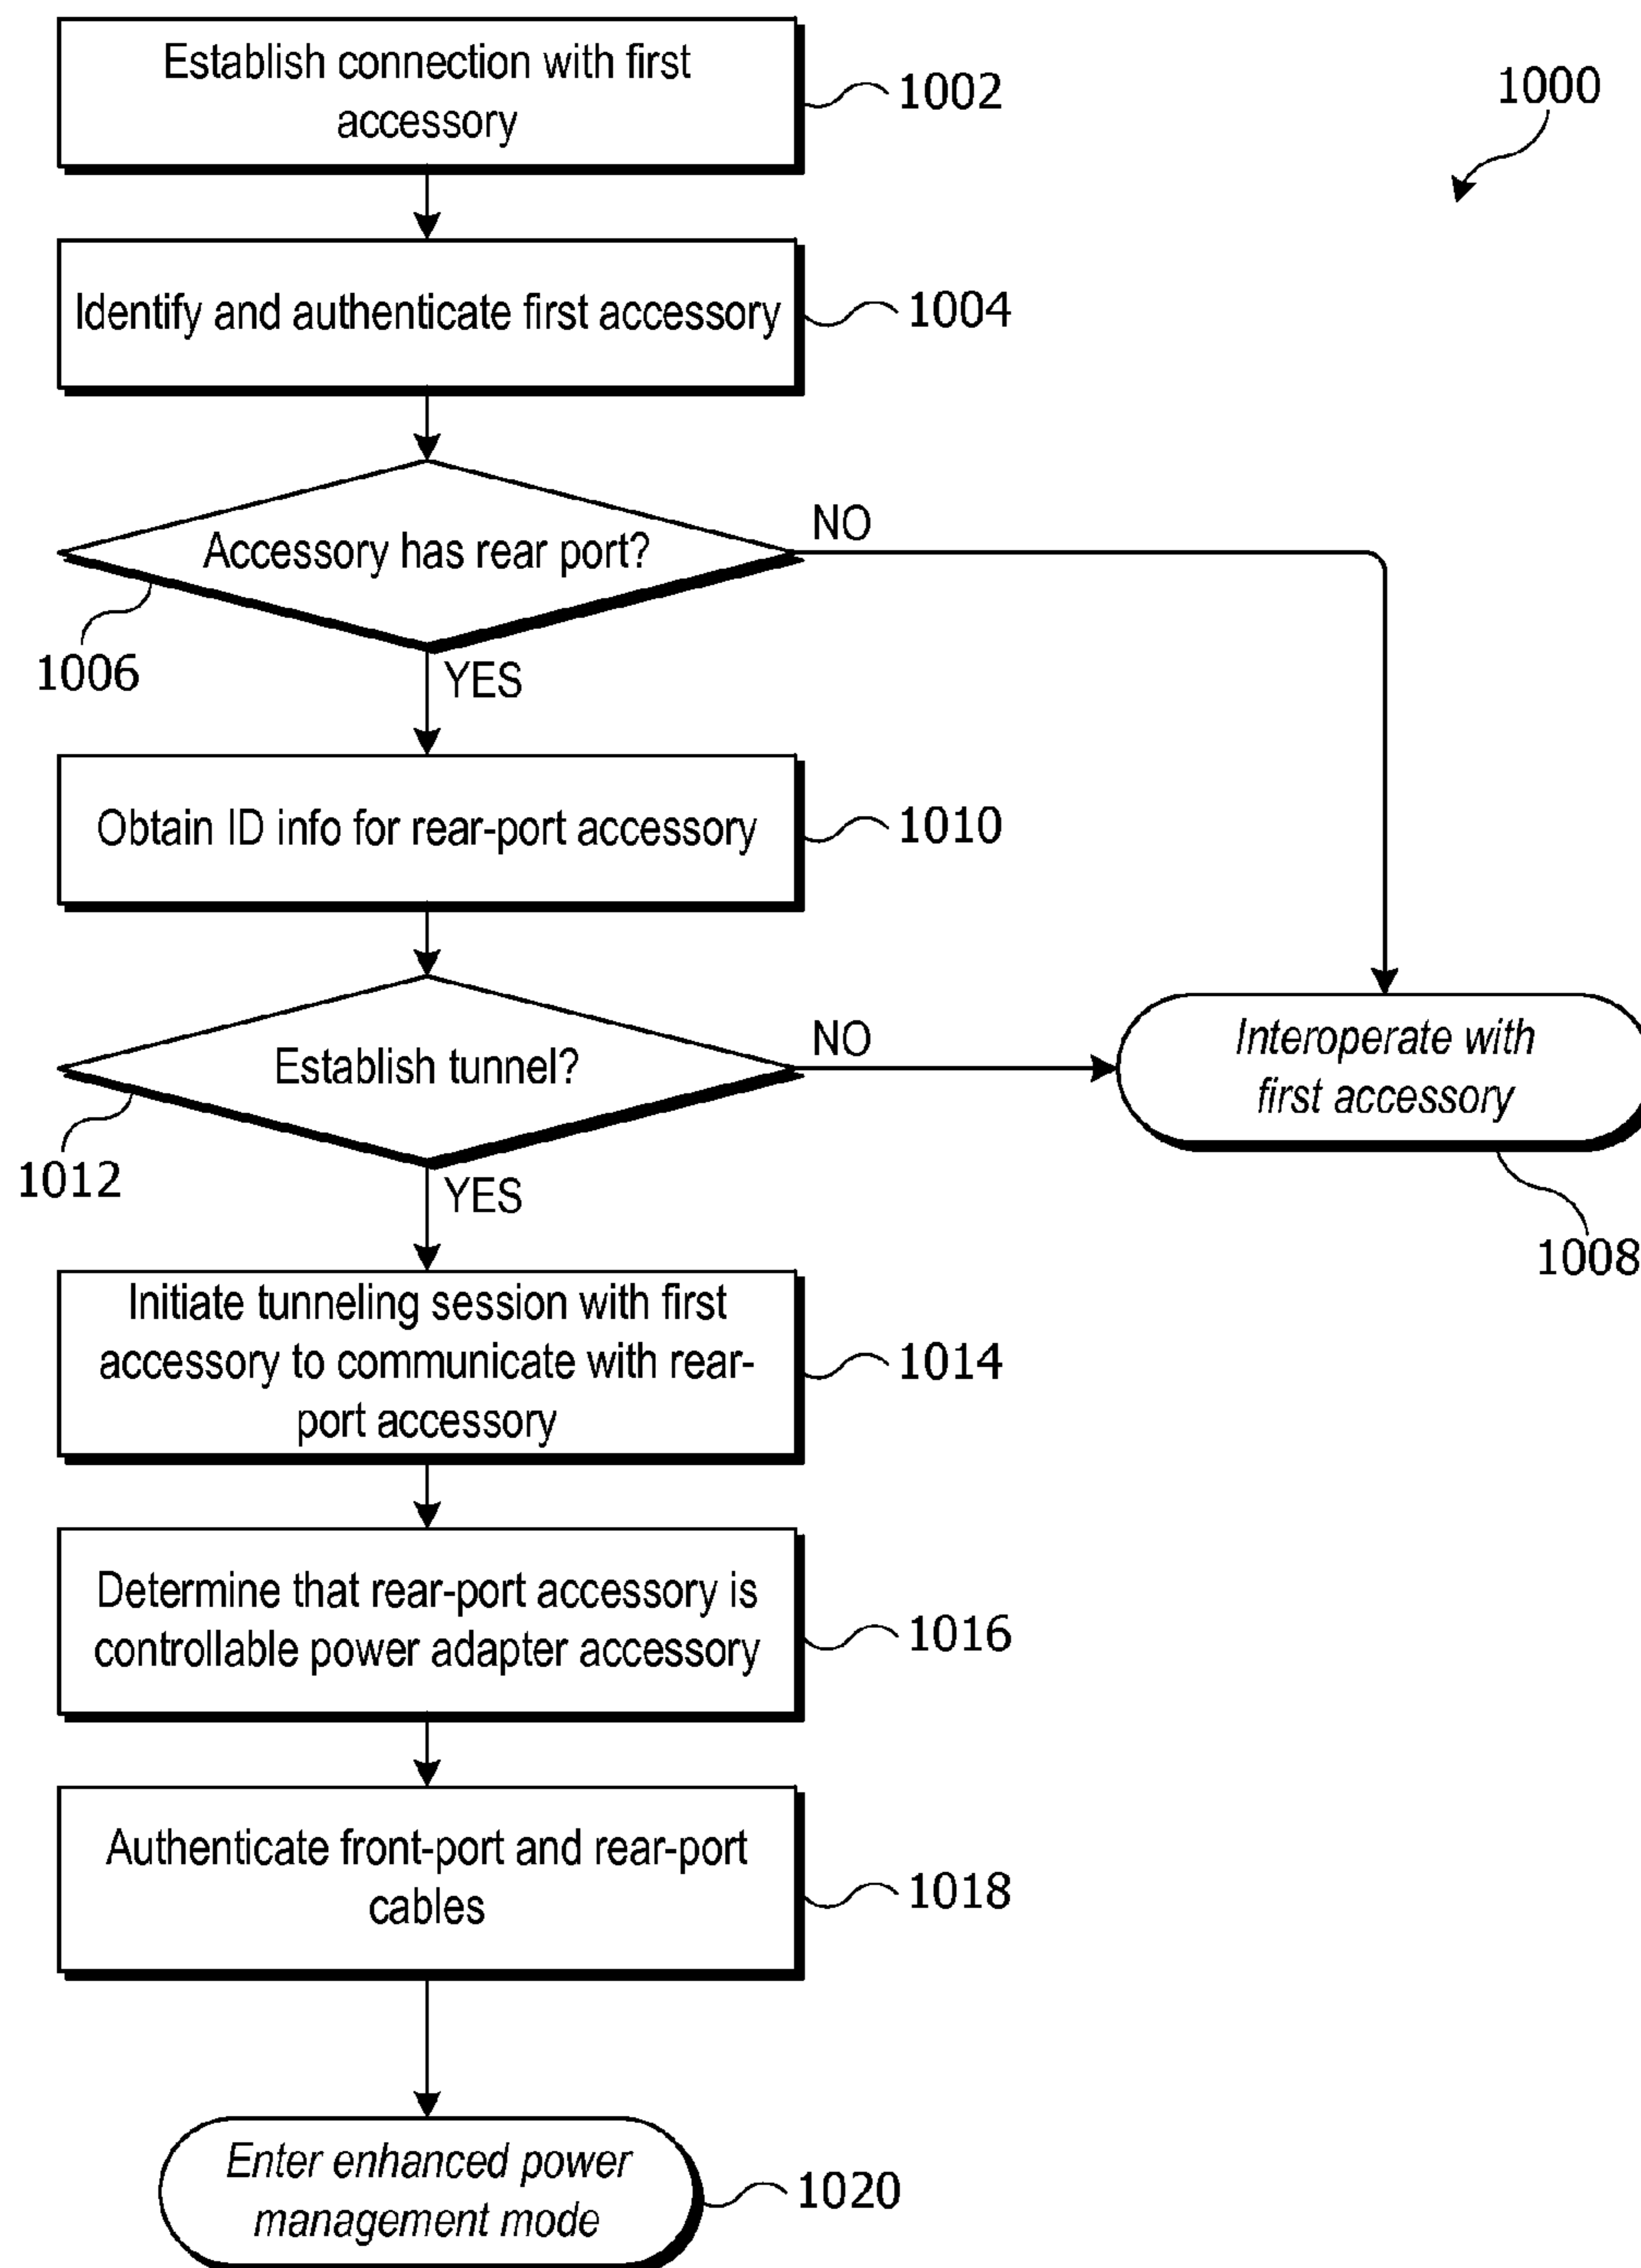 Establish connection with first
accessory
1002
1000
Identify and authenticate first accessory
1004
Accessory has rear port?
NO
1006
YES
Obtain ID info for rear-port accessory
1010
Establish tunnel?
NO
Interoperate with
first accessory
1012
YES
1008
Initiate tunneling session with first
accessory to communicate with rear-
port accessory
1014
Determine that rear-port accessory is
controllable power adapter accessory
1016
Authenticate front-port and rear-port
cables
1018
Enter enhanced power
management mode
1020